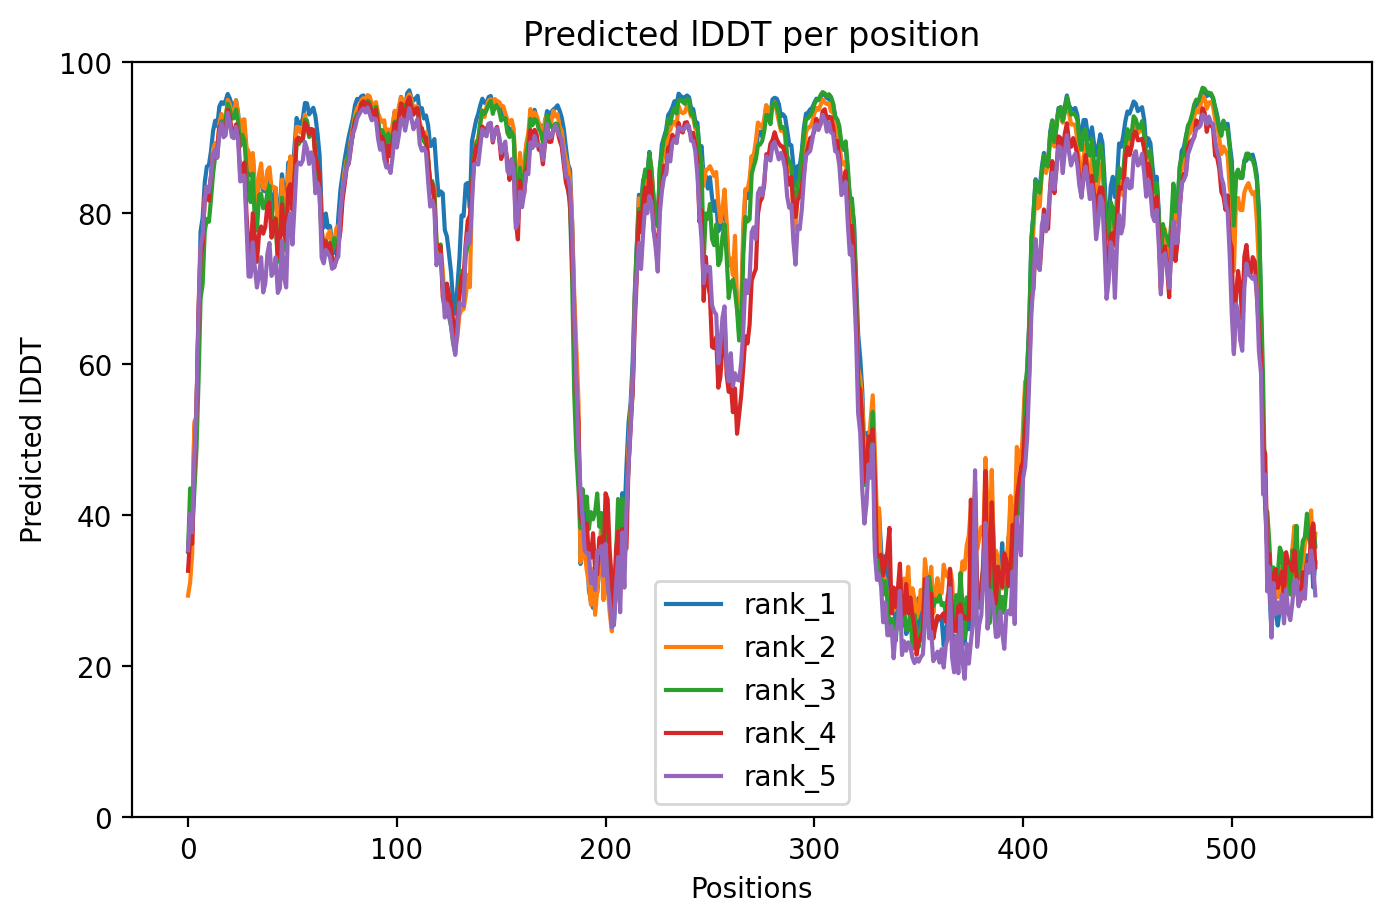 Predicted lDDT per position
100
80
60
40
20
0
Predicted lDDT
0 100 200 300 400 500
Positions
rank_1
rank_2
rank_3
rank_4
rank_5